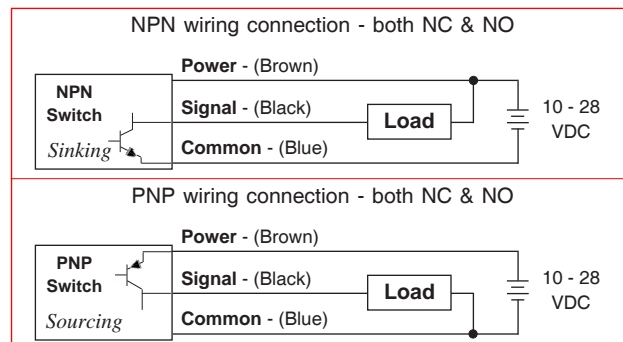 NPN wiring connection - both NC & NO
Power - (Brown)
NPN
Switch
Signal - (Black)
Load
10 - 28
VDC
Sinking
Common - (Blue)
PNP wiring connection - both NC & NO
Power - (Brown)
PNP
Switch
Signal - (Black)
Load
10 - 28
VDC
Sourcing
Common - (Blue)